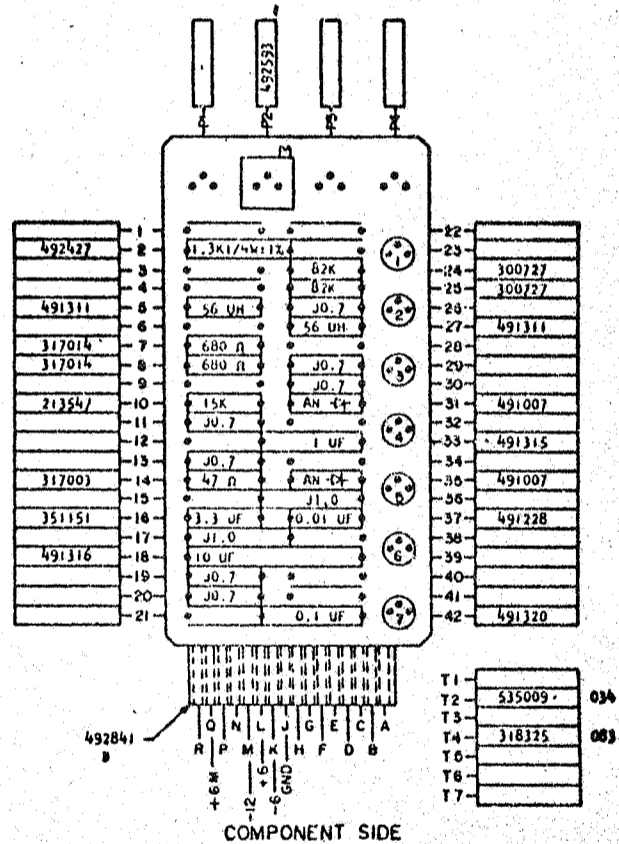 492593
P1 P2 P3 P4
M
1 22
492427 2 1.3K1/4W1% 23 1
3 82K 24 300727
4 82K 25 300727
491311 5 56 UH J0.7 26 2
6 56 UH 27 491311
317014 7 680 Ω 28
317014 8 680 Ω J0.7 29 3
9 J0.7 30
213547 10 15K AN 31 491007
11 J0.7 32 4
12 1 UF 33 491315
13 J0.7 34
317003 14 47 Ω AN 35 491007
15 J1.0 36 5
351151 16 3.3 UF 0.01 UF 37 491228
17 J1.0 38
491316 18 10 UF 39 6
19 J0.7 40
20 J0.7 41
21 0.1 UF 42 491320
7
T1
T2 535009 034
T3
T4 318325 083
T5
T6
T7
492841
B
R Q P N M L K J H G F E D C B A
+6M -12 +6 -6 GND
COMPONENT SIDE